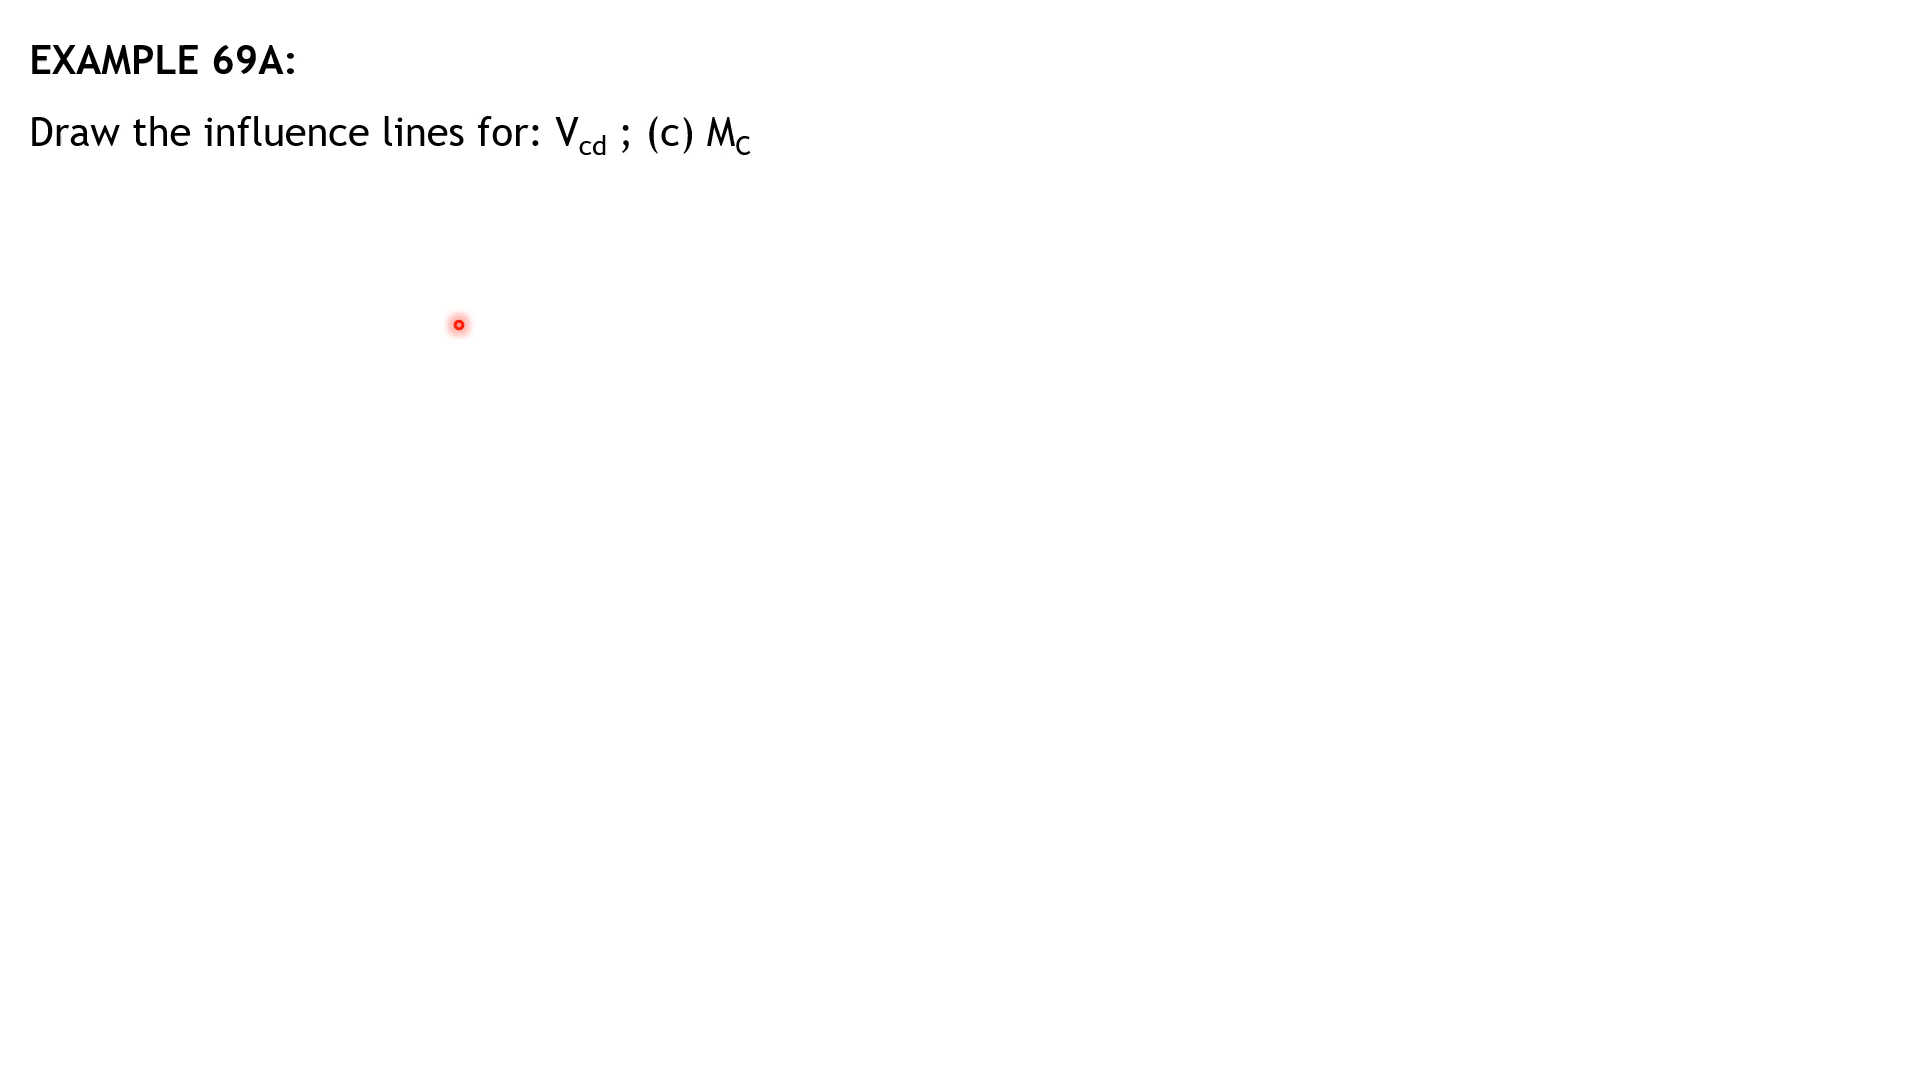 EXAMPLE 69A:
Draw the influence lines for: Vcd ; (c) MC